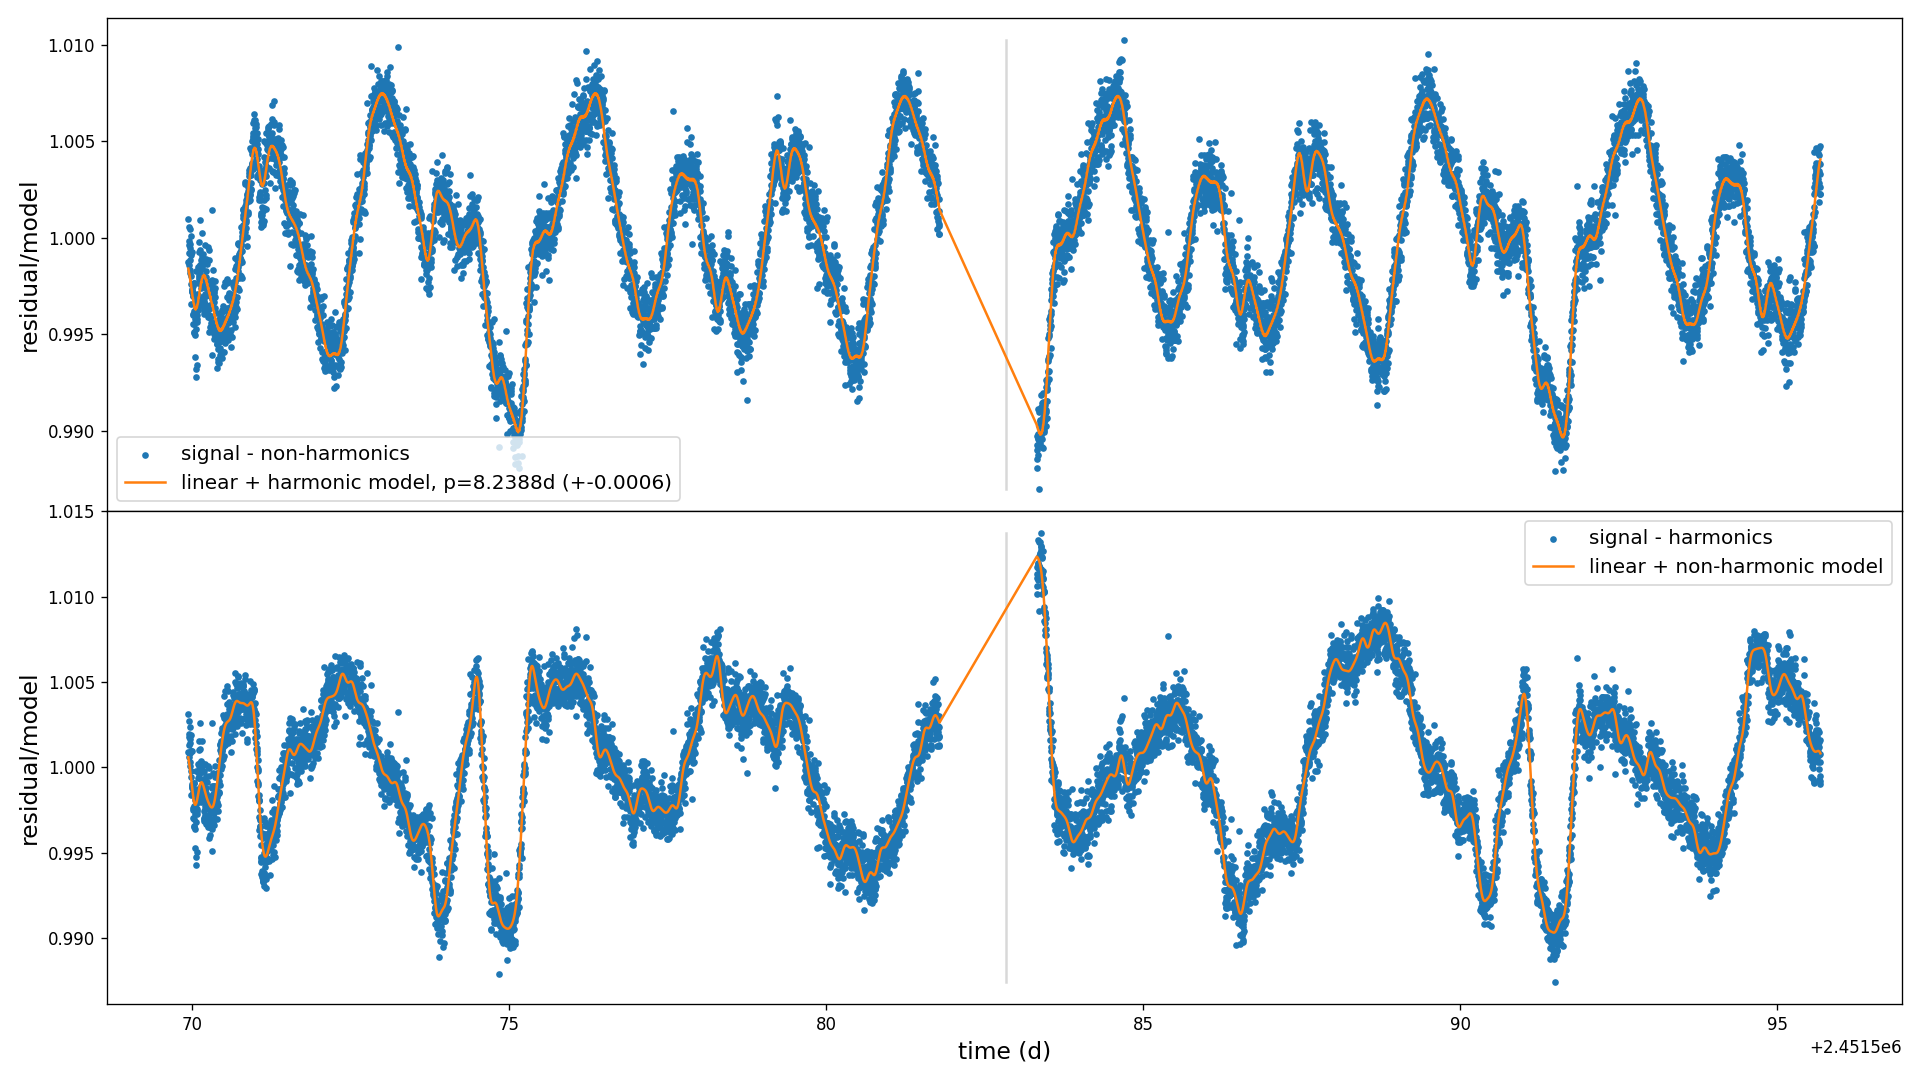 residual/model
1.010
1.005
1.000
0.995
0.990
signal - non-harmonics
linear + harmonic model, p=8.2388d (+-0.0006)
residual/model
1.015
1.010
1.005
1.000
0.995
0.990
signal - harmonics
linear + non-harmonic model
70 75 80 85 90 95
time (d)
+2.4515e6